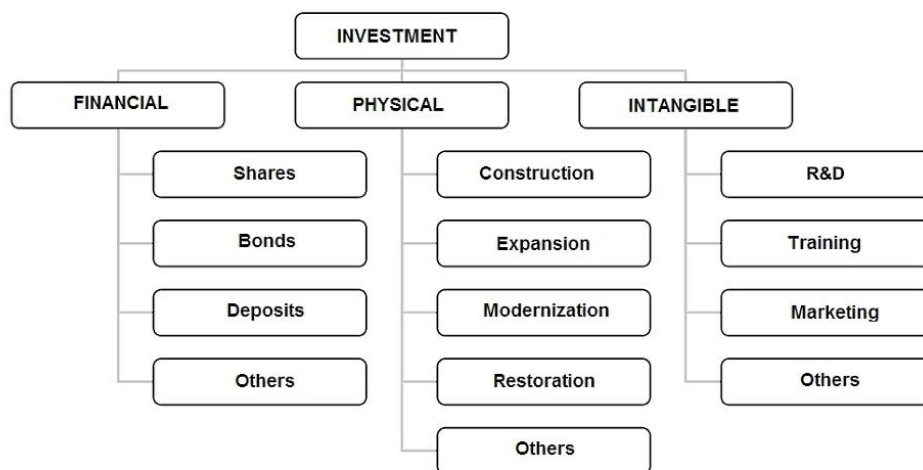 INVESTMENT
FINANCIAL
PHYSICAL
INTANGIBLE
Shares
Construction
R&D
Bonds
Expansion
Training
Deposits
Modernization
Marketing
Others
Restoration
Others
Others